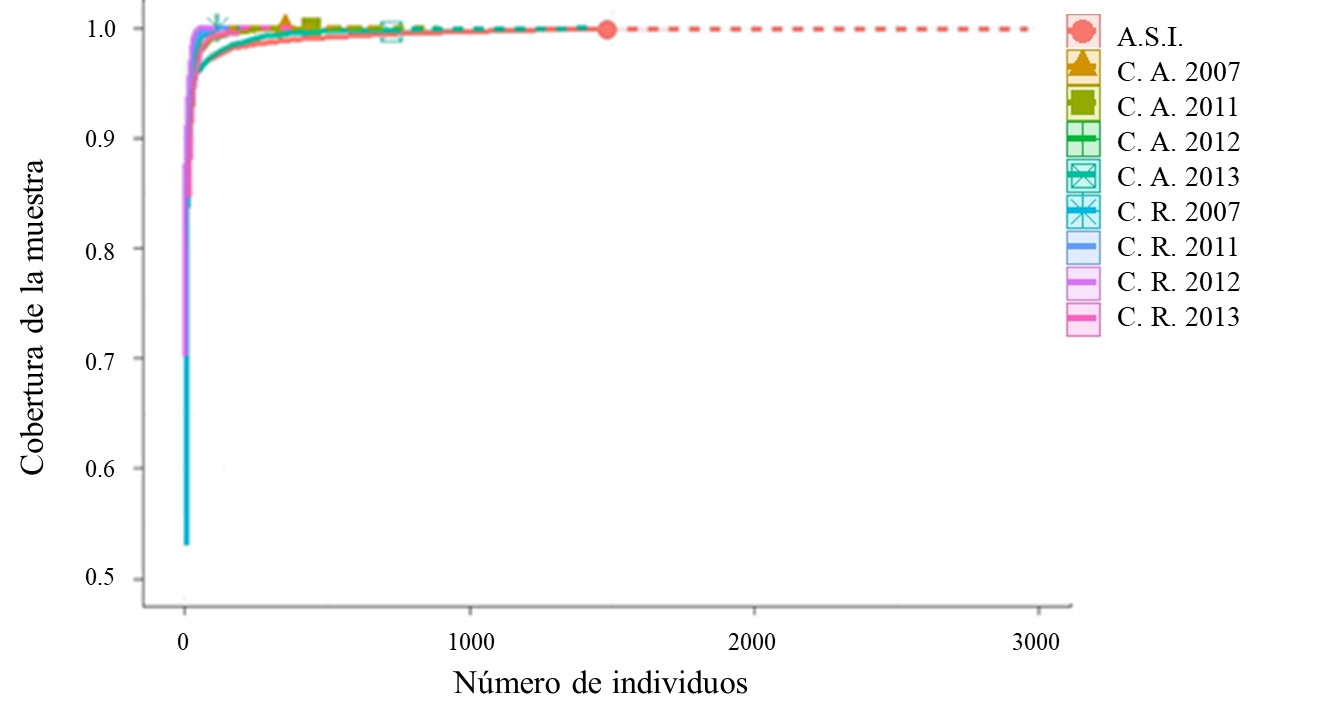 Cobertura de la muestra
1.0
0.9
0.8
0.7
0.6
0.5
0
1000
2000
3000
Número de individuos
A.S.I.
C. A. 2007
C. A. 2011
C. A. 2012
C. A. 2013
C. R. 2007
C. R. 2011
C. R. 2012
C. R. 2013